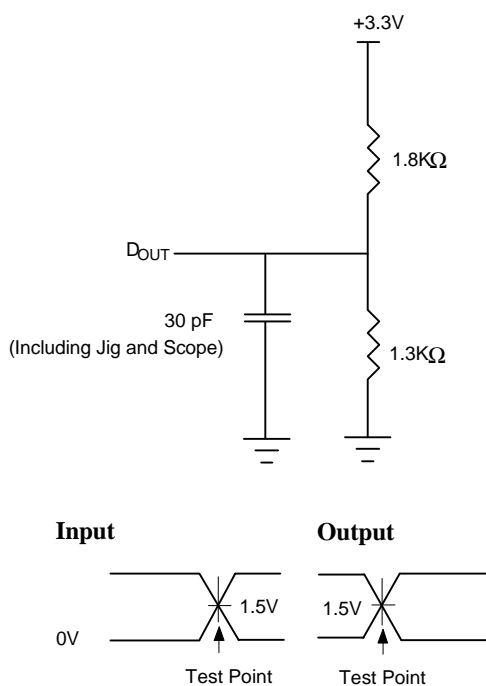 +3.3V
1.8KΩ
DOUT
30 pF
(Including Jig and Scope)
1.3KΩ
Input
Output
1.5V
1.5V
0V
Test Point
Test Point